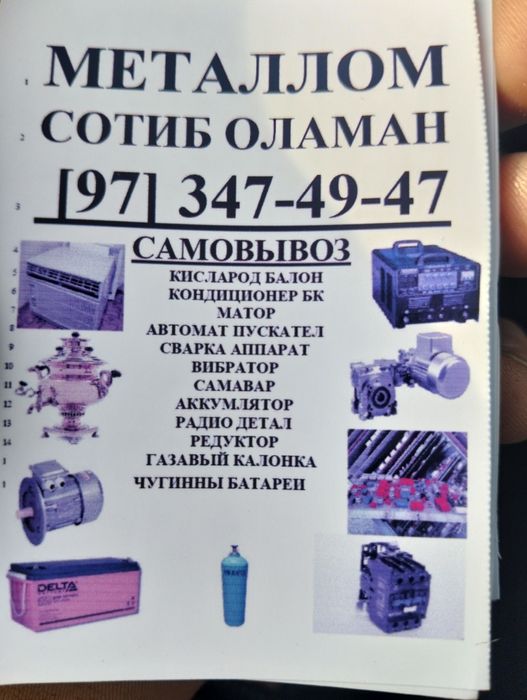 МЕТАЛЛОМ
СОТИБ ОЛАМАН
[97] 347-49-47
САМОВЫВОЗ
КИСЛАРОД БАЛОН
КОНДИЦИОНЕР БК
МАТОР
АВТОМАТ ПУСКАТЕЛ
СВАРКА АППАРАТ
ВИБРАТОР
САМАВАР
АККУМЛЯТОР
РАДИО ДЕТАЛ
РЕДУКТОР
ГАЗАВЫЙ КАЛОНКА
ЧУГИННЫ БАТАРЕИ
DELTA